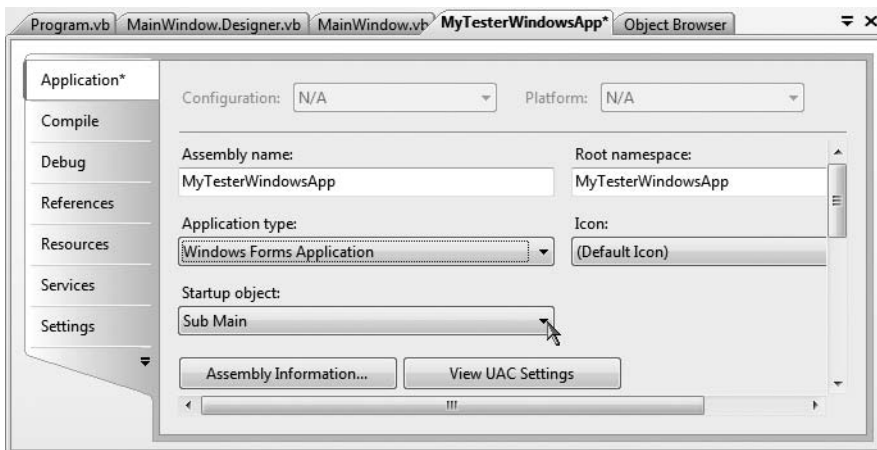 Program.vb MainWindow.Designer.vb MainWindow.vb MyTesterWindowsApp* Object Browser
Application*
Compile
Debug
References
Resources
Services
Settings
Configuration: N/A Platform: N/A
Assembly name: Root namespace:
MyTesterWindowsApp MyTesterWindowsApp
Application type: Icon:
Windows Forms Application (Default Icon)
Startup object:
Sub Main
Assembly Information... View UAC Settings